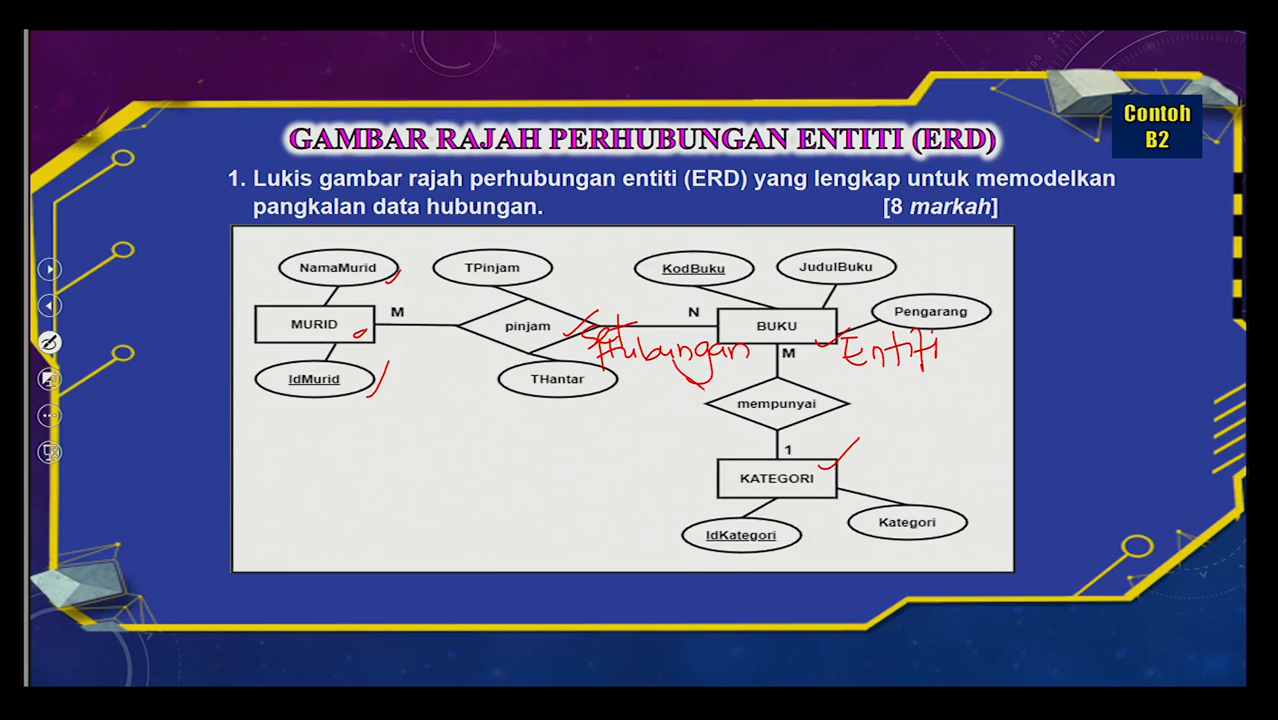 Contoh
B2
GAMBAR RAJAH PERHUBUNGAN ENTITI (ERD)
1. Lukis gambar rajah perhubungan entiti (ERD) yang lengkap untuk memodelkan
pangkalan data hubungan. [8 markah]
NamaMurid
TPinjam
KodBuku
JudulBuku
Pengarang
M
N
MURID
pinjam
BUKU
Set
Hubungan
M
Entiti
IdMurid
THantar
mempunyai
1
KATEGORI
IdKategori
Kategori